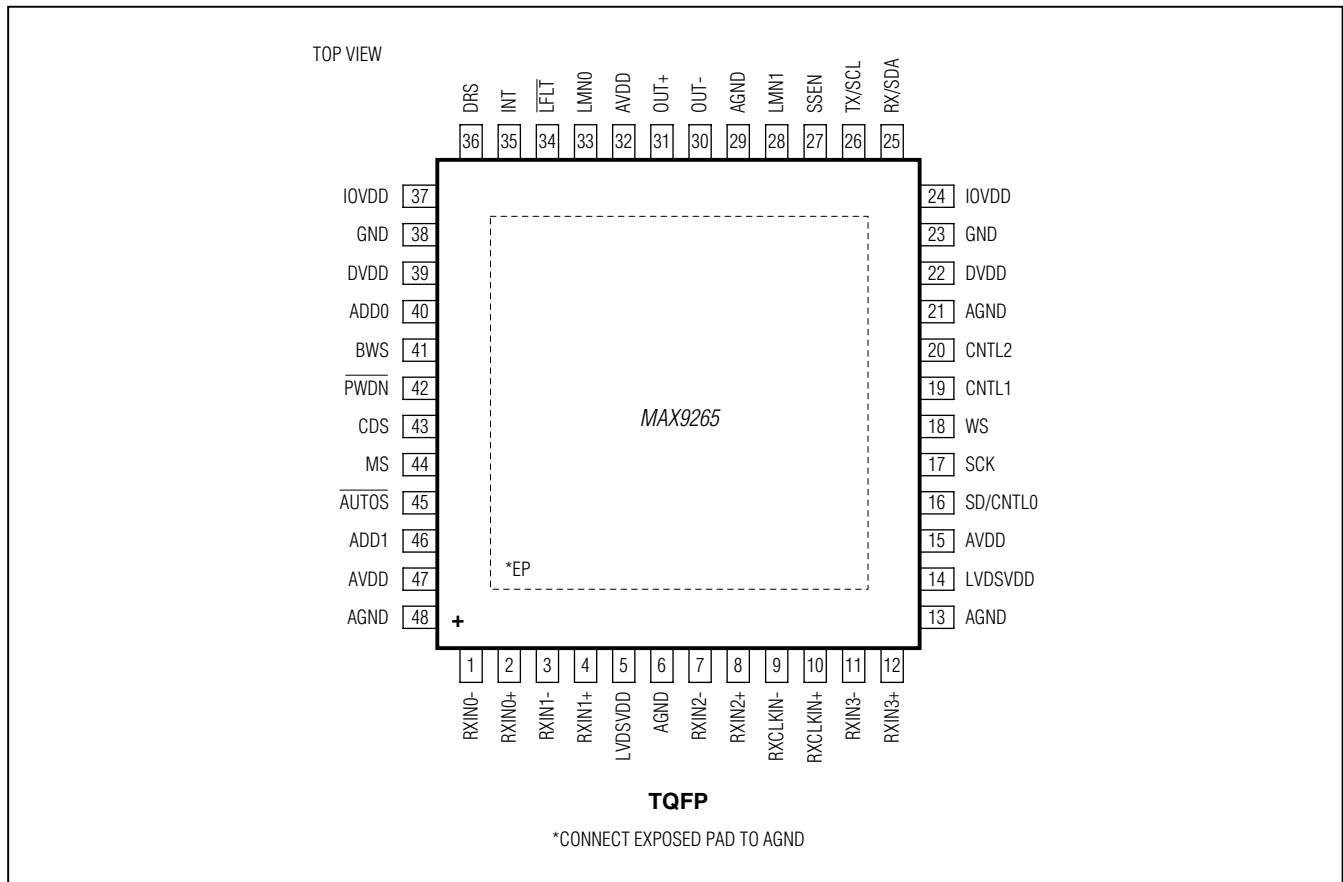 TOP VIEW
DRS
INT
L̅F̅L̅T̅
LMN0
AVDD
OUT+
OUT-
AGND
LMN1
SSEN
TX/SCL
RX/SDA
36 35 34 33 32 31 30 29 28 27 26 25
IOVDD 37
GND 38
DVDD 39
ADD0 40
BWS 41
P̅W̅D̅N̅ 42
CDS 43
MS 44
A̅U̅T̅O̅S̅ 45
ADD1 46
AVDD 47
AGND 48
24 IOVDD
23 GND
22 DVDD
21 AGND
20 CNTL2
19 CNTL1
18 WS
17 SCK
16 SD/CNTL0
15 AVDD
14 LVDSVDD
13 AGND
MAX9265
*EP
+
1 2 3 4 5 6 7 8 9 10 11 12
RXIN0-
RXIN0+
RXIN1-
RXIN1+
LVDSVDD
AGND
RXIN2-
RXIN2+
RXCLKIN-
RXCLKIN+
RXIN3-
RXIN3+
TQFP
*CONNECT EXPOSED PAD TO AGND